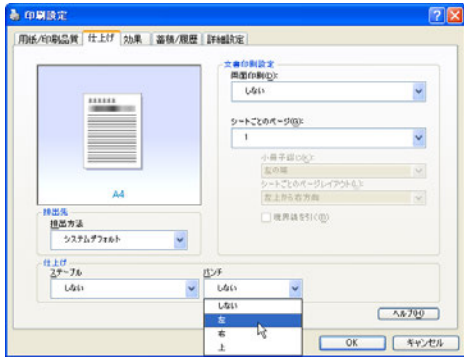 印刷設定
用紙/印刷品質 仕上げ 効果 蓄積/履歴 詳細設定
文書印刷設定
両面印刷(D):
しない
シートごとのページ(G):
1
小冊子綴じ(K):
左の端
シートごとのページレイアウト(L):
左上から右方向
境界線を引く(B)
A4
排出先
排出方法
システムデフォルト
仕上げ
ステープル
しない
パンチ
しない
しない
左
右
上
ヘルプ(H)
OK キャンセル